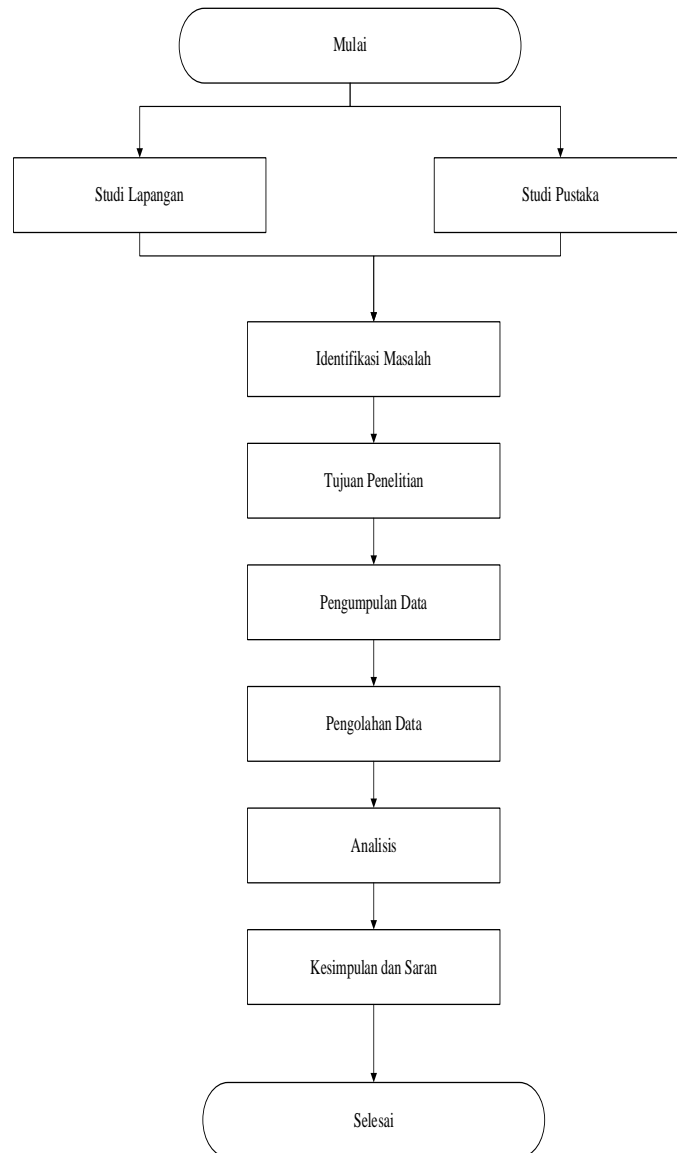 Mulai
Studi Lapangan
Studi Pustaka
Identifikasi Masalah
Tujuan Penelitian
Pengumpulan Data
Pengolahan Data
Analisis
Kesimpulan dan Saran
Selesai